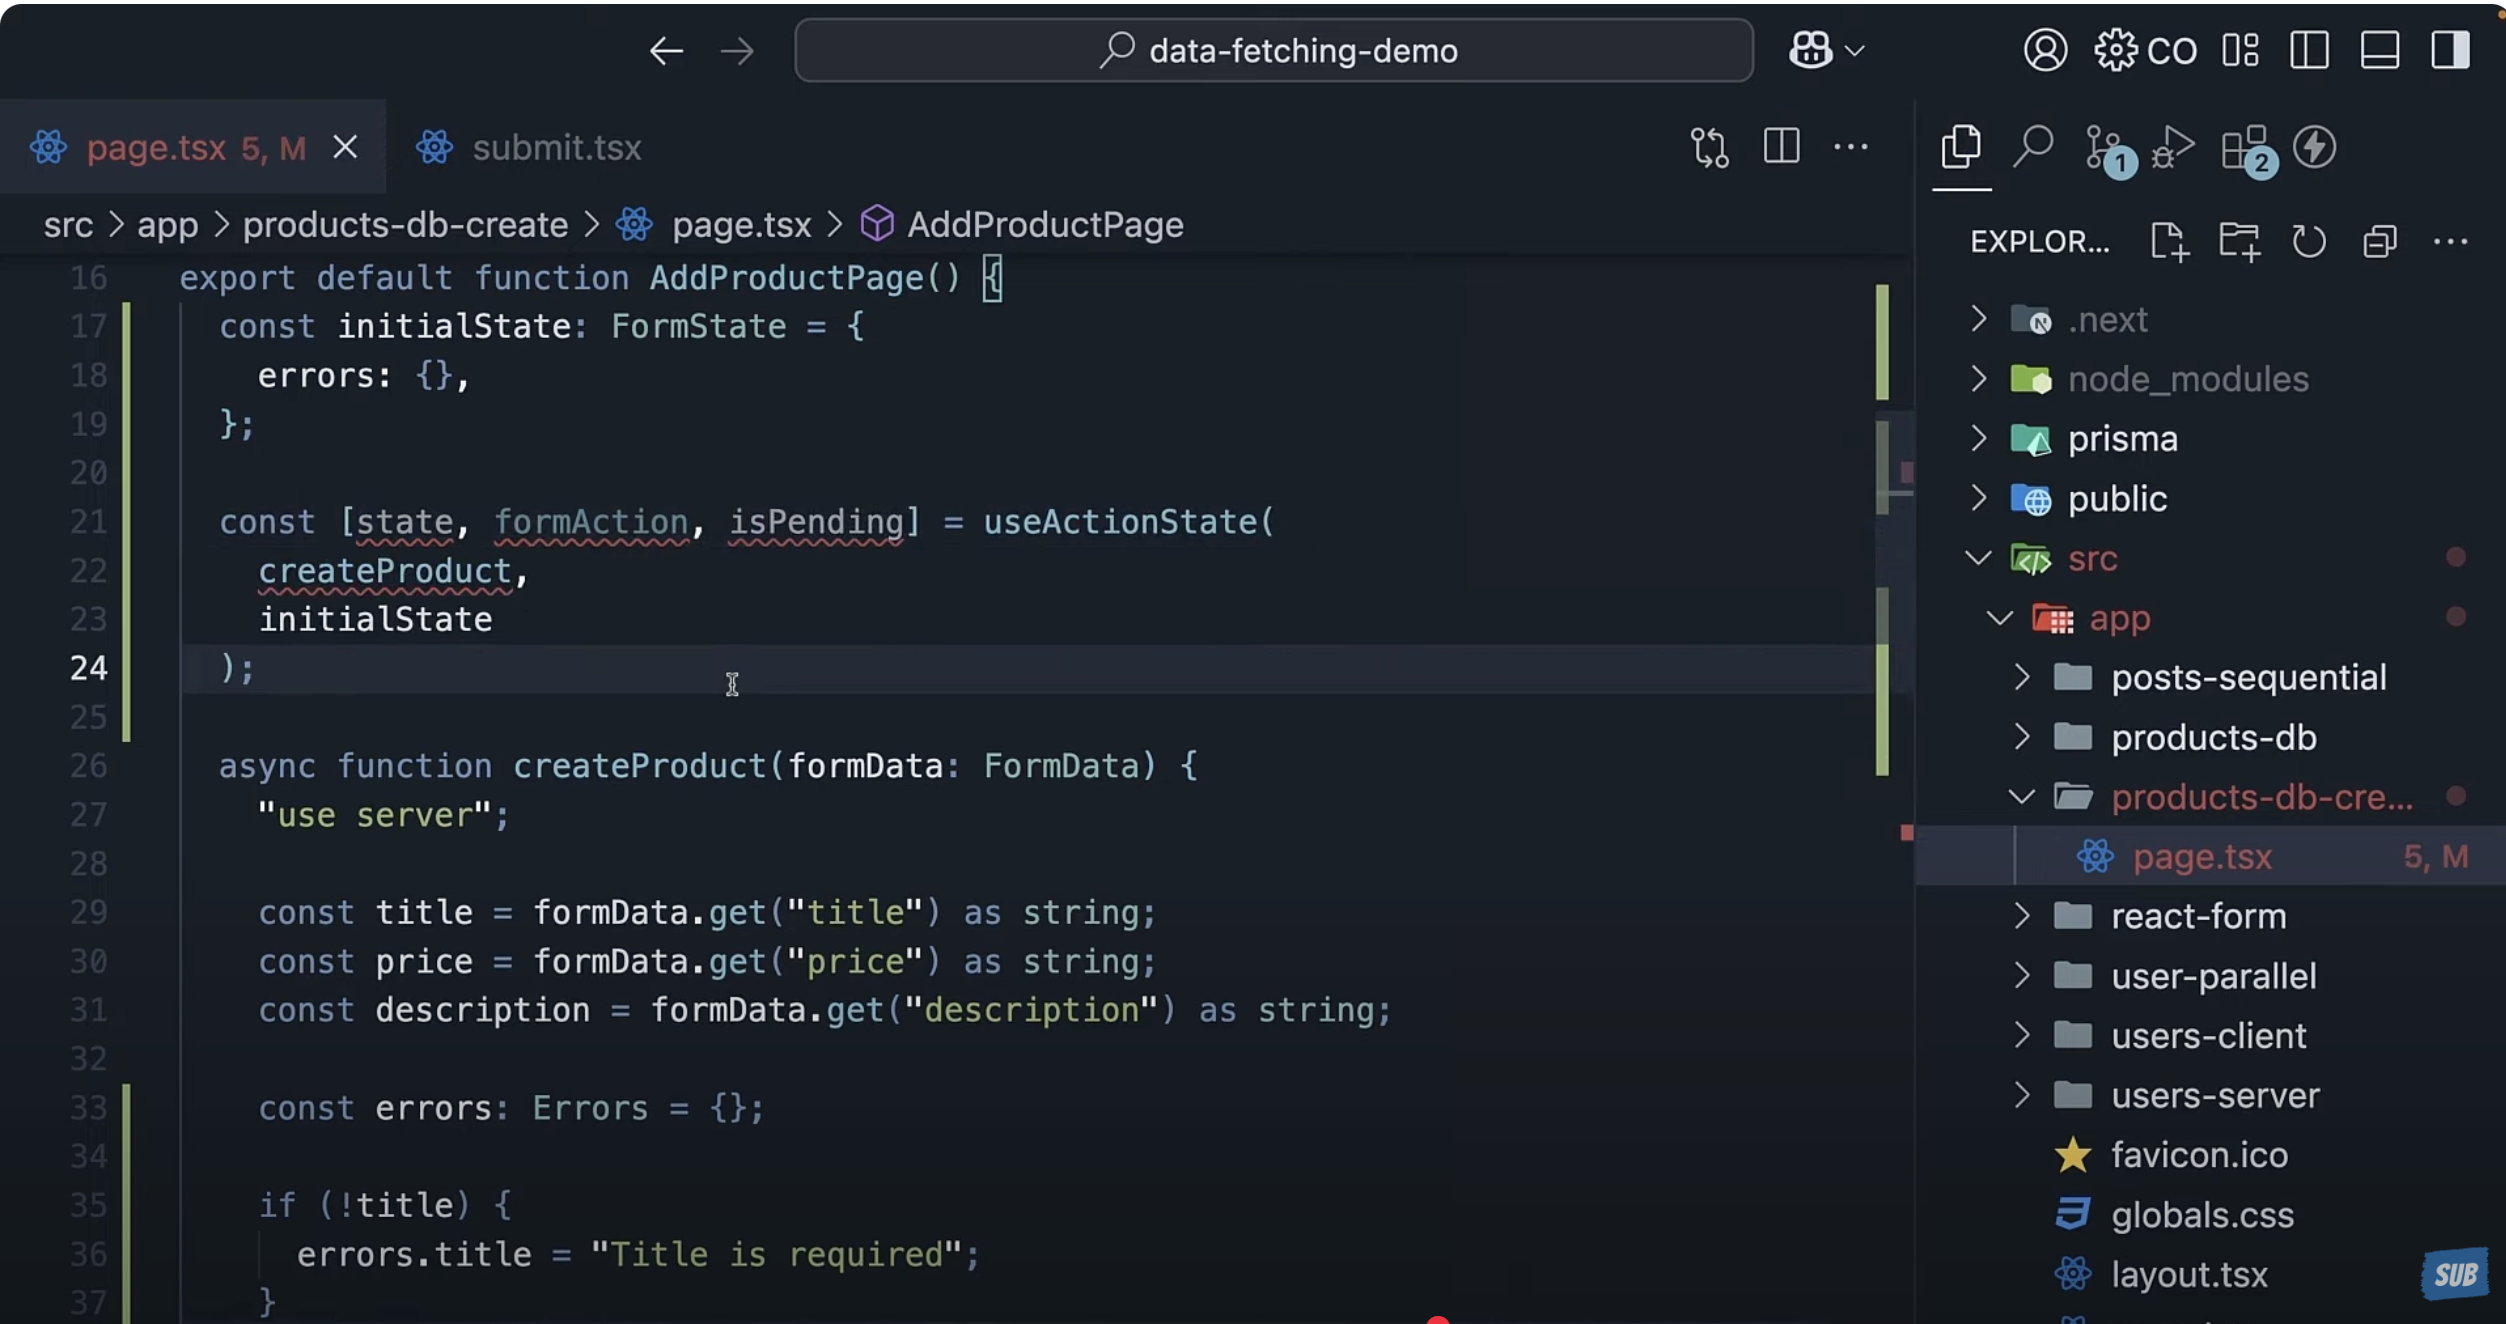 data-fetching-demo
CO
page.tsx 5, M
submit.tsx
1
2
src > app > products-db-create > page.tsx > AddProductPage
16 export default function AddProductPage() {
17 const initialState: FormState = {
18 errors: {},
19 };
20
21 const [state, formAction, isPending] = useActionState(
22 createProduct,
23 initialState
24 );
25
26 async function createProduct(formData: FormData) {
27 "use server";
28
29 const title = formData.get("title") as string;
30 const price = formData.get("price") as string;
31 const description = formData.get("description") as string;
32
33 const errors: Errors = {};
34
35 if (!title) {
36 errors.title = "Title is required";
37 }
EXPLOR...
.next
node_modules
prisma
public
src
app
posts-sequential
products-db
products-db-cre...
page.tsx 5, M
react-form
user-parallel
users-client
users-server
favicon.ico
globals.css
layout.tsx
SUB